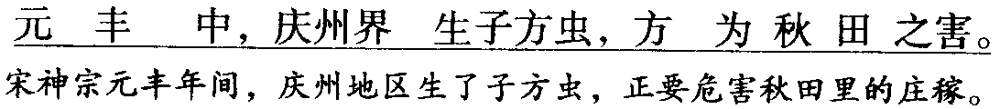 元丰中，庆州界生子方虫，方为秋田之害。
宋神宗元丰年间，庆州地区生了子方虫，正要危害秋田里的庄稼。